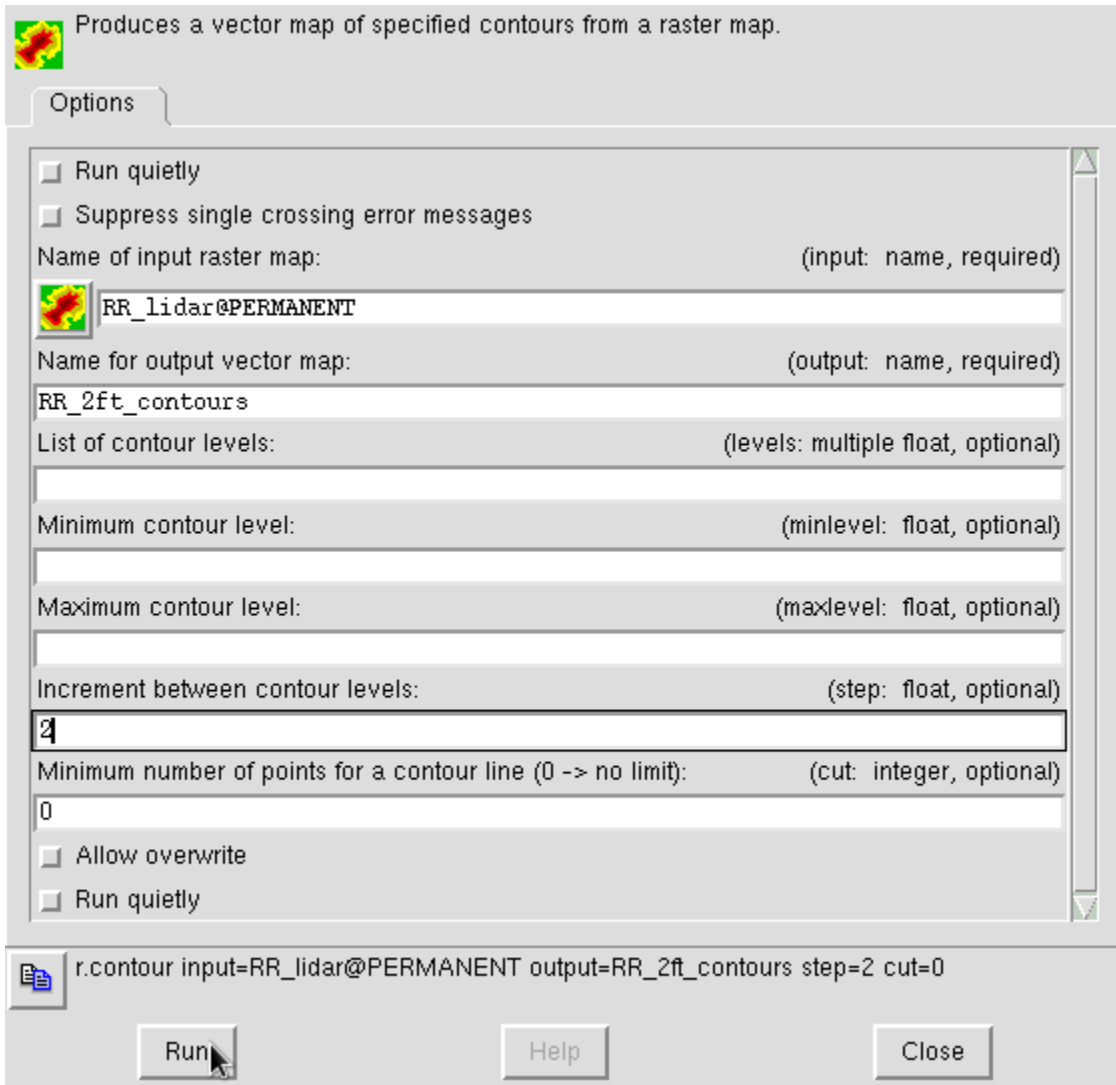 Produces a vector map of specified contours from a raster map.
Options
Run quietly
Suppress single crossing error messages
Name of input raster map: (input: name, required)
RR_lidar@PERMANENT
Name for output vector map: (output: name, required)
RR_2ft_contours
List of contour levels: (levels: multiple float, optional)
Minimum contour level: (minlevel: float, optional)
Maximum contour level: (maxlevel: float, optional)
Increment between contour levels: (step: float, optional)
2
Minimum number of points for a contour line (0 -> no limit): (cut: integer, optional)
0
Allow overwrite
Run quietly
r.contour input=RR_lidar@PERMANENT output=RR_2ft_contours step=2 cut=0
Run Help Close